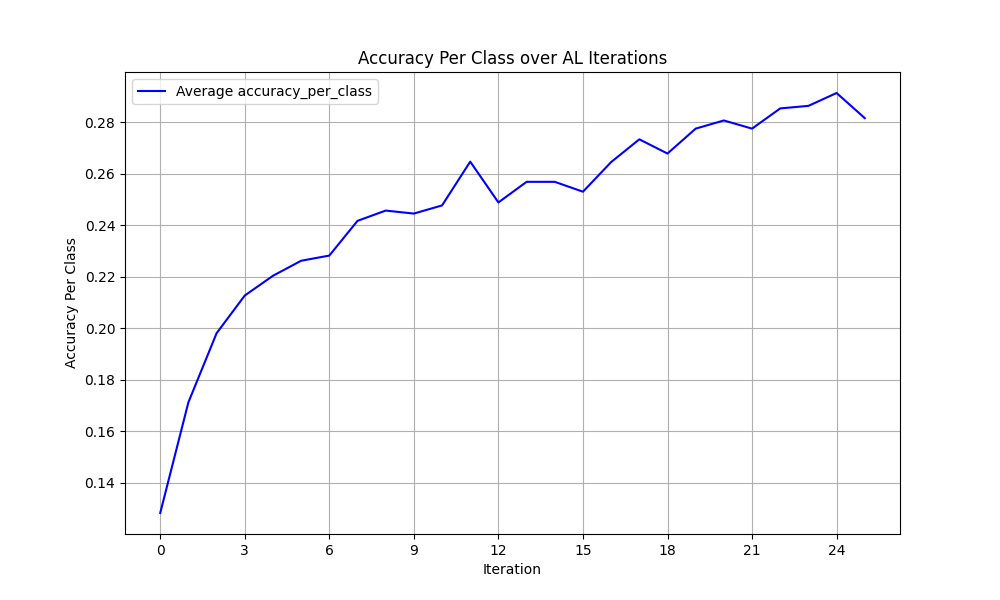 Accuracy Per Class over AL Iterations
Average accuracy_per_class
Accuracy Per Class
0.28
0.26
0.24
0.22
0.20
0.18
0.16
0.14
0 3 6 9 12 15 18 21 24
Iteration